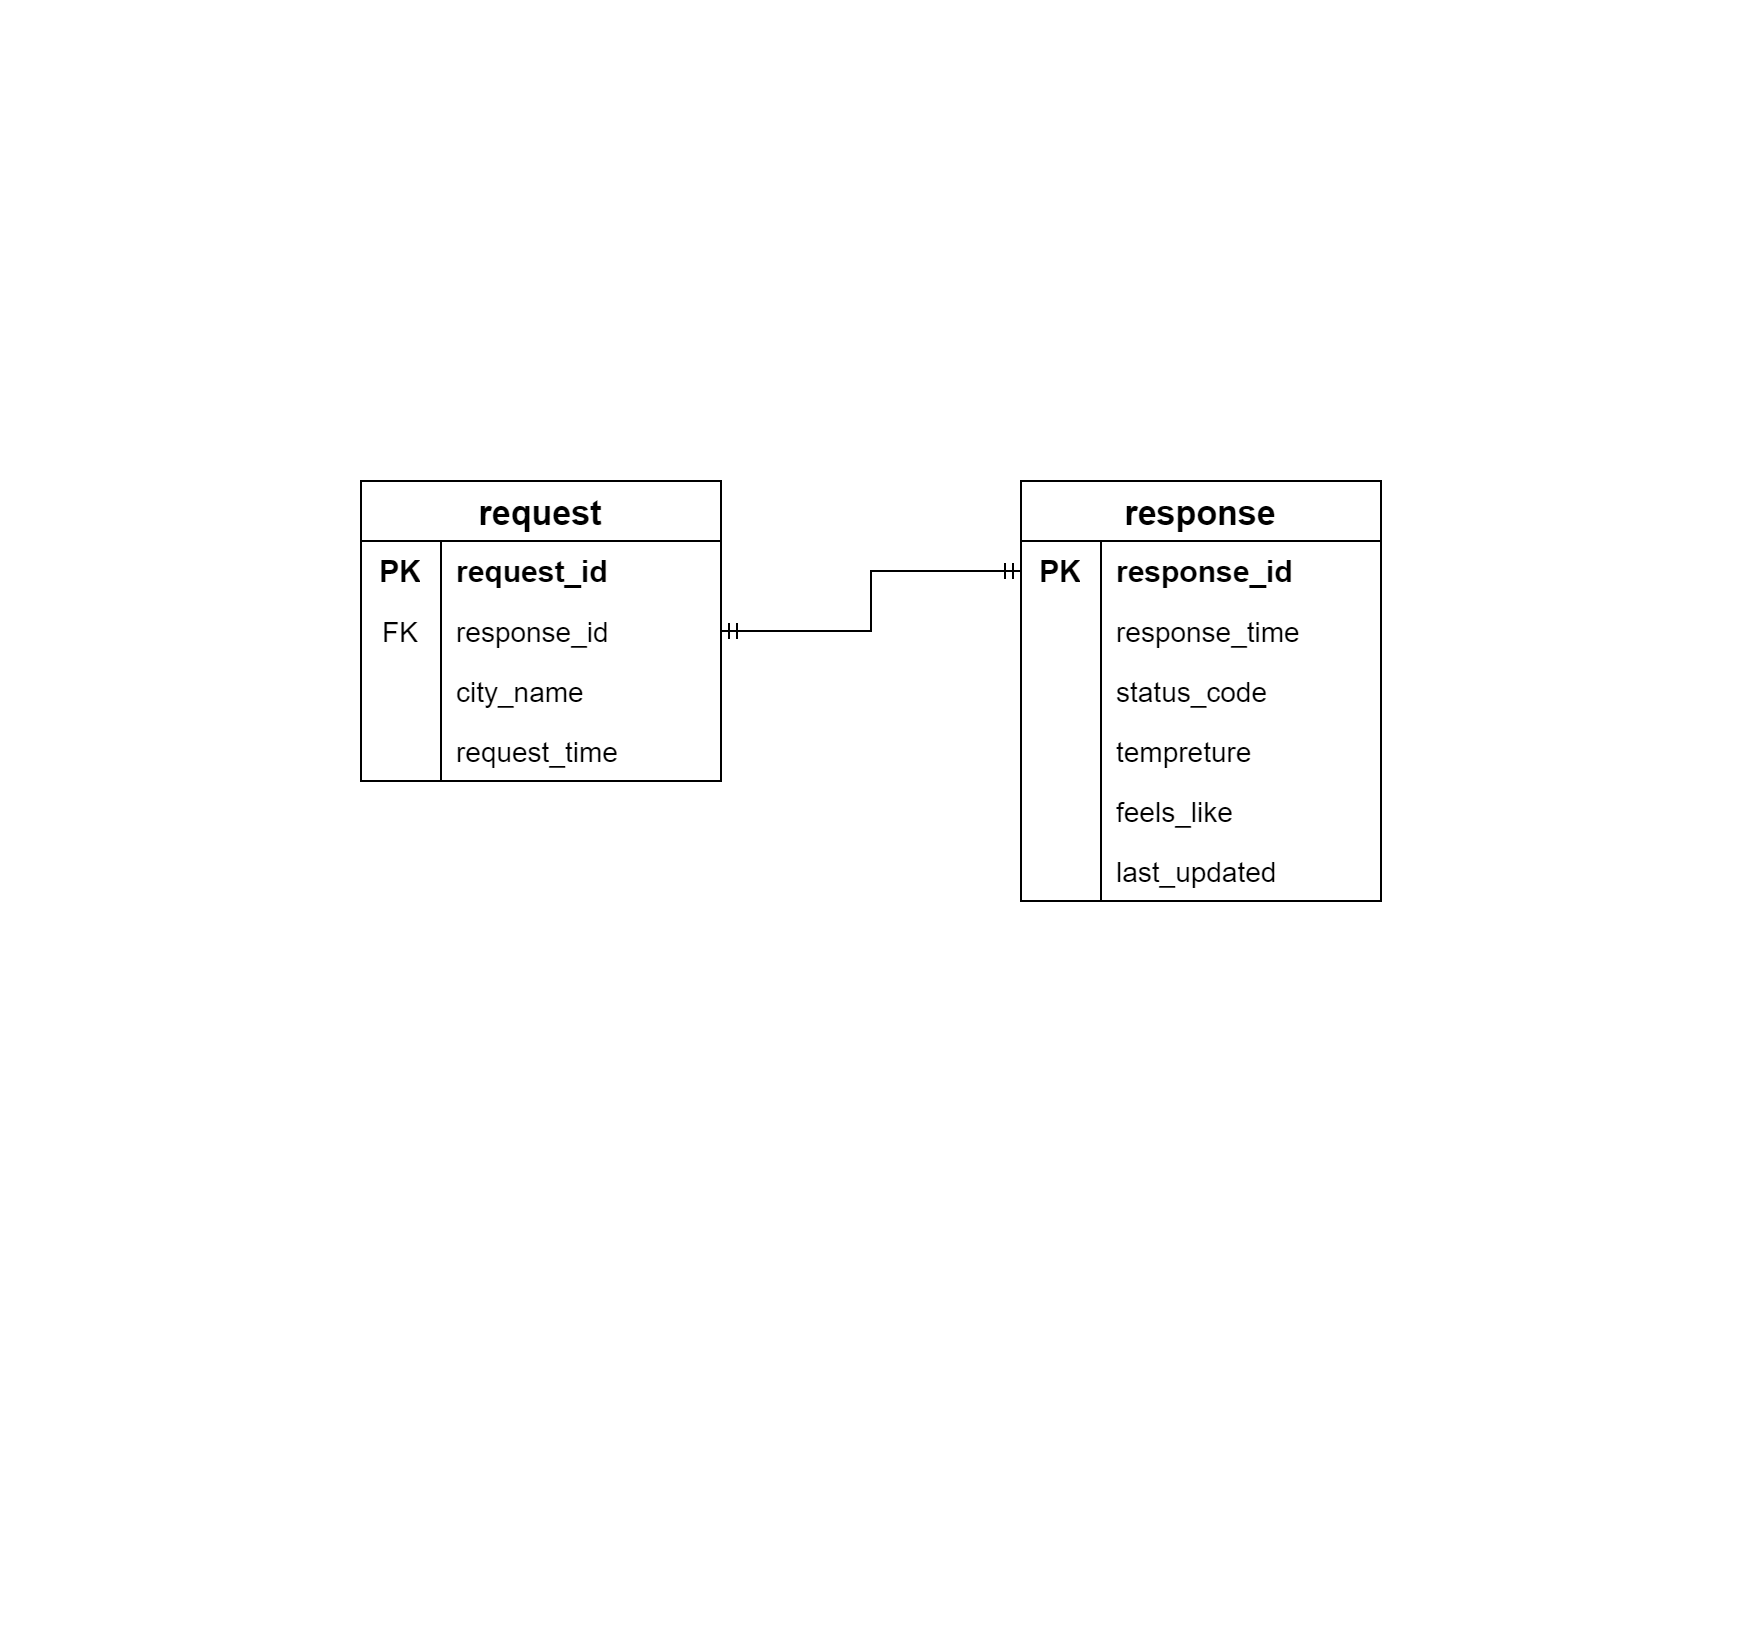 request
PK request_id
FK response_id
city_name
request_time
response
PK response_id
response_time
status_code
tempreture
feels_like
last_updated